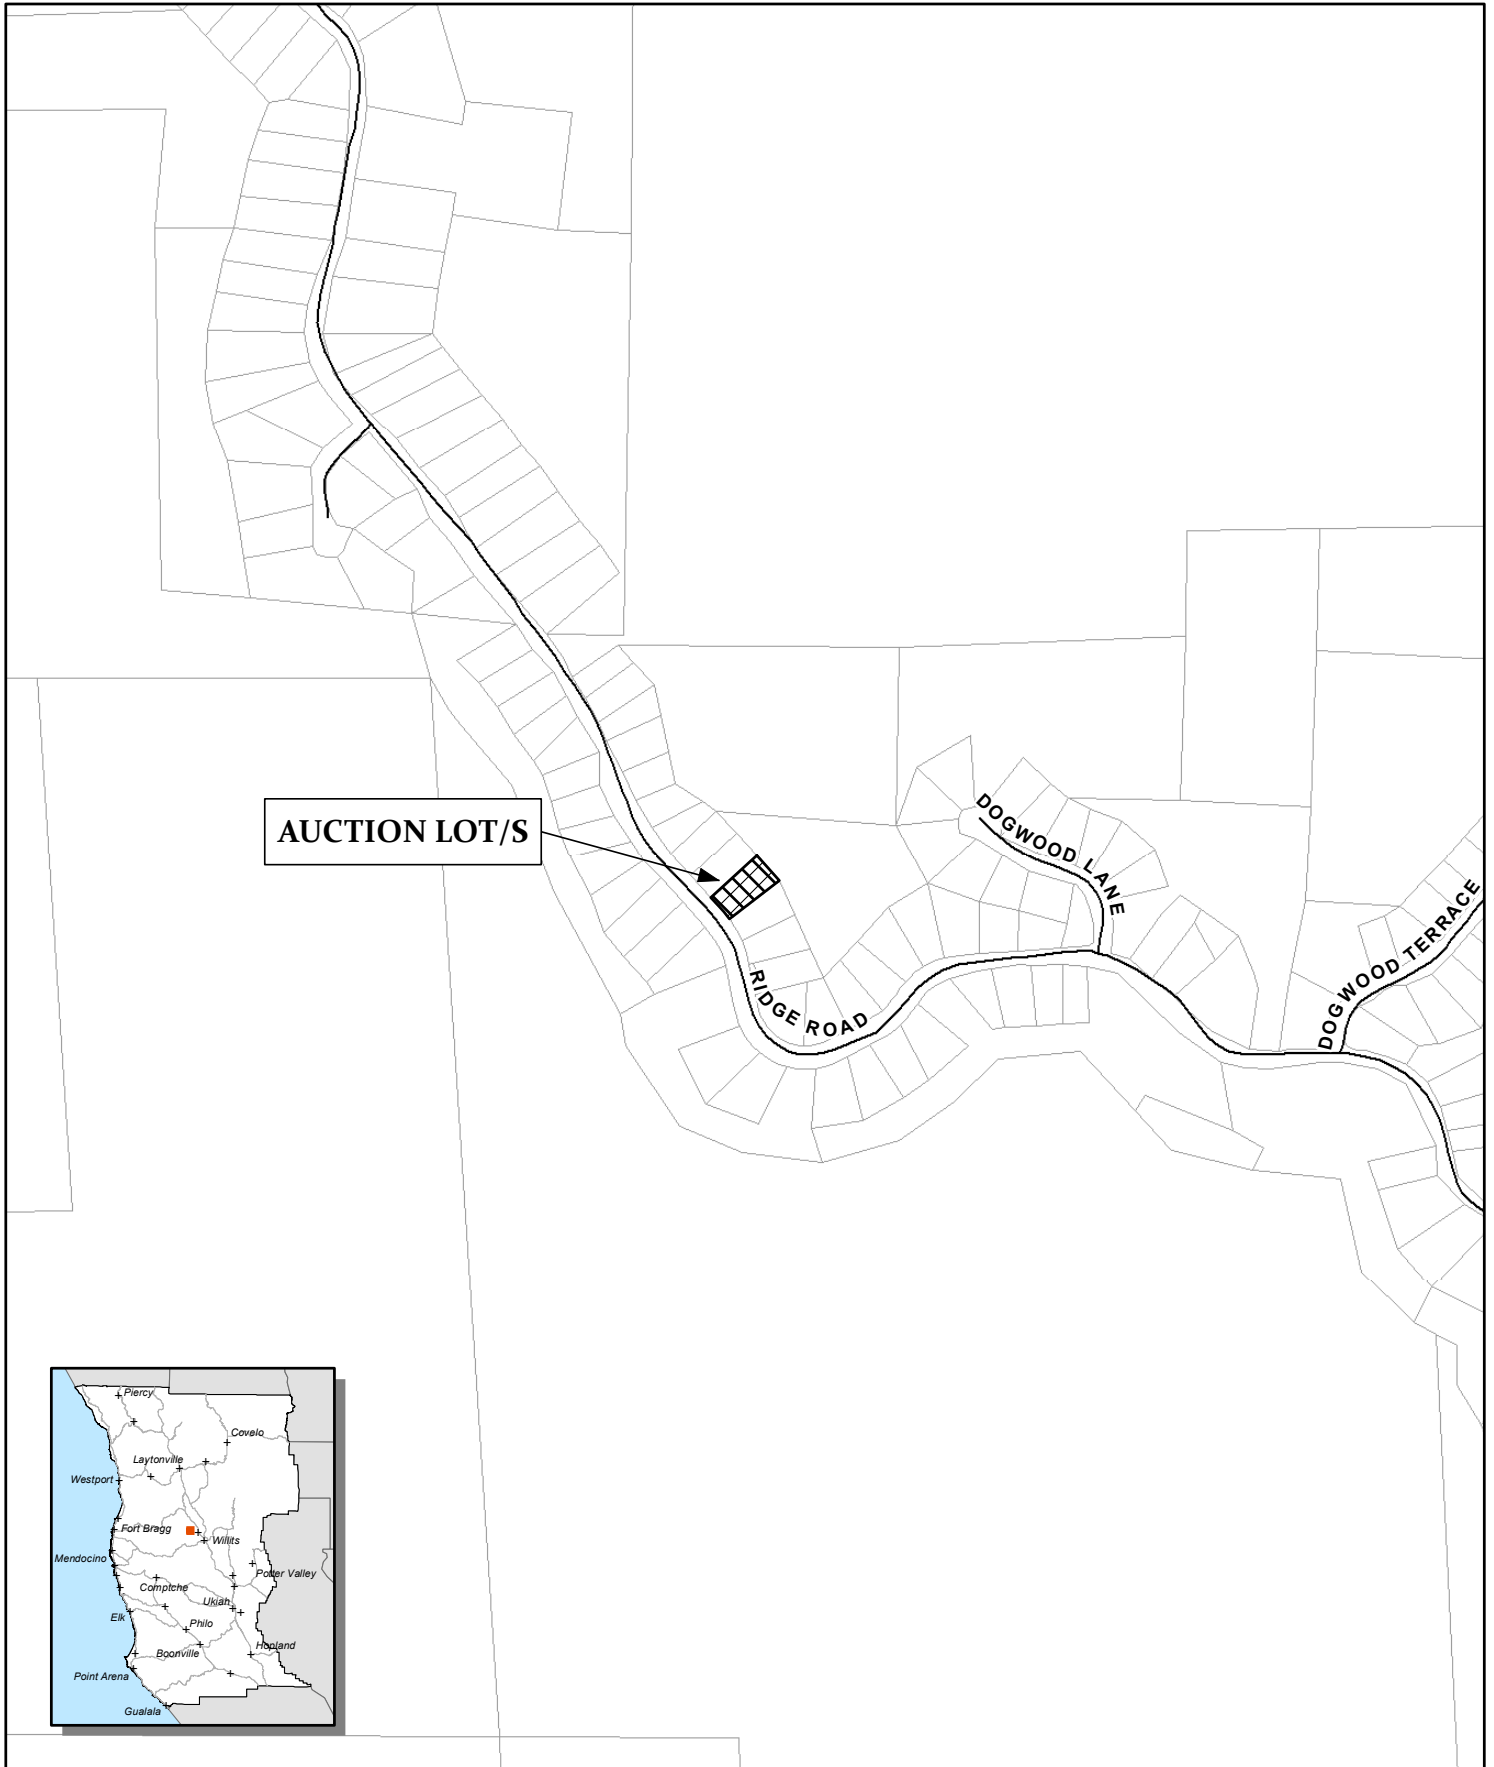 AUCTION LOT/S
DOGWOOD LANE
DOGWOOD TERRACE
RIDGE ROAD
Piercy
Covelo
Laytonville
Westport
Fort Bragg
Willits
Mendocino
Potter Valley
Comptche
Ukiah
Elk
Philo
Hopland
Boonville
Point Arena
Gualala